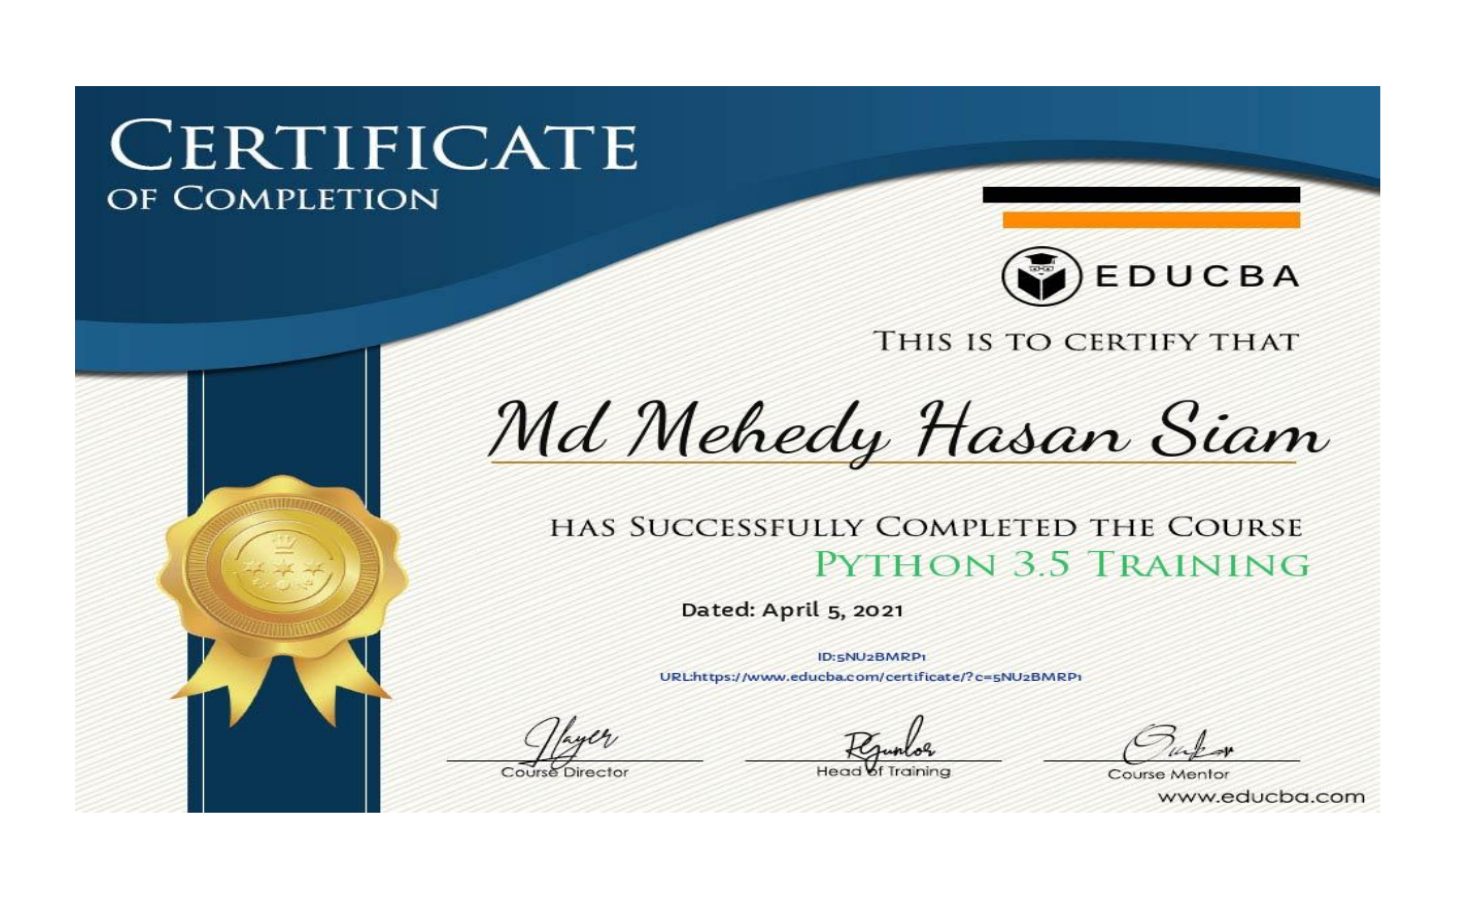 CERTIFICATE
OF COMPLETION
EDUCBA
THIS IS TO CERTIFY THAT
Md Mehedy Hasan Siam
HAS SUCCESSFULLY COMPLETED THE COURSE
PYTHON 3.5 TRAINING
Dated: April 5, 2021
ID:5NU2BMRP1
URL:https://www.educba.com/certificate/?c=5NU2BMRP1
Course Director
Head of Training
Course Mentor
www.educba.com